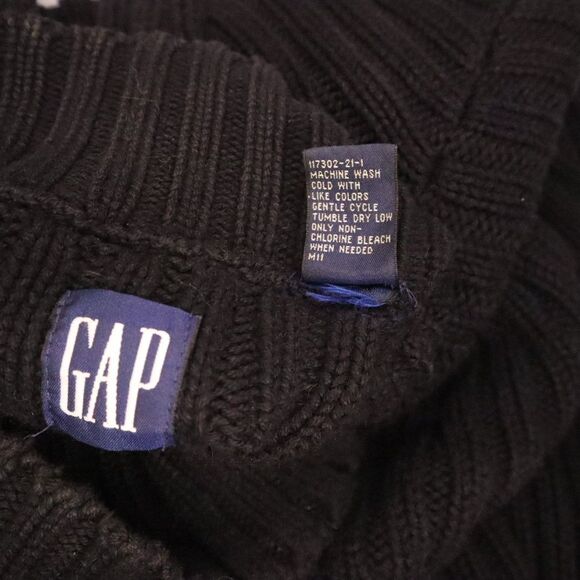 117302-21-1
MACHINE WASH
COLD WITH
LIKE COLORS
GENTLE CYCLE
TUMBLE DRY LOW
ONLY NON-
CHLORINE BLEACH
WHEN NEEDED
M11
GAP